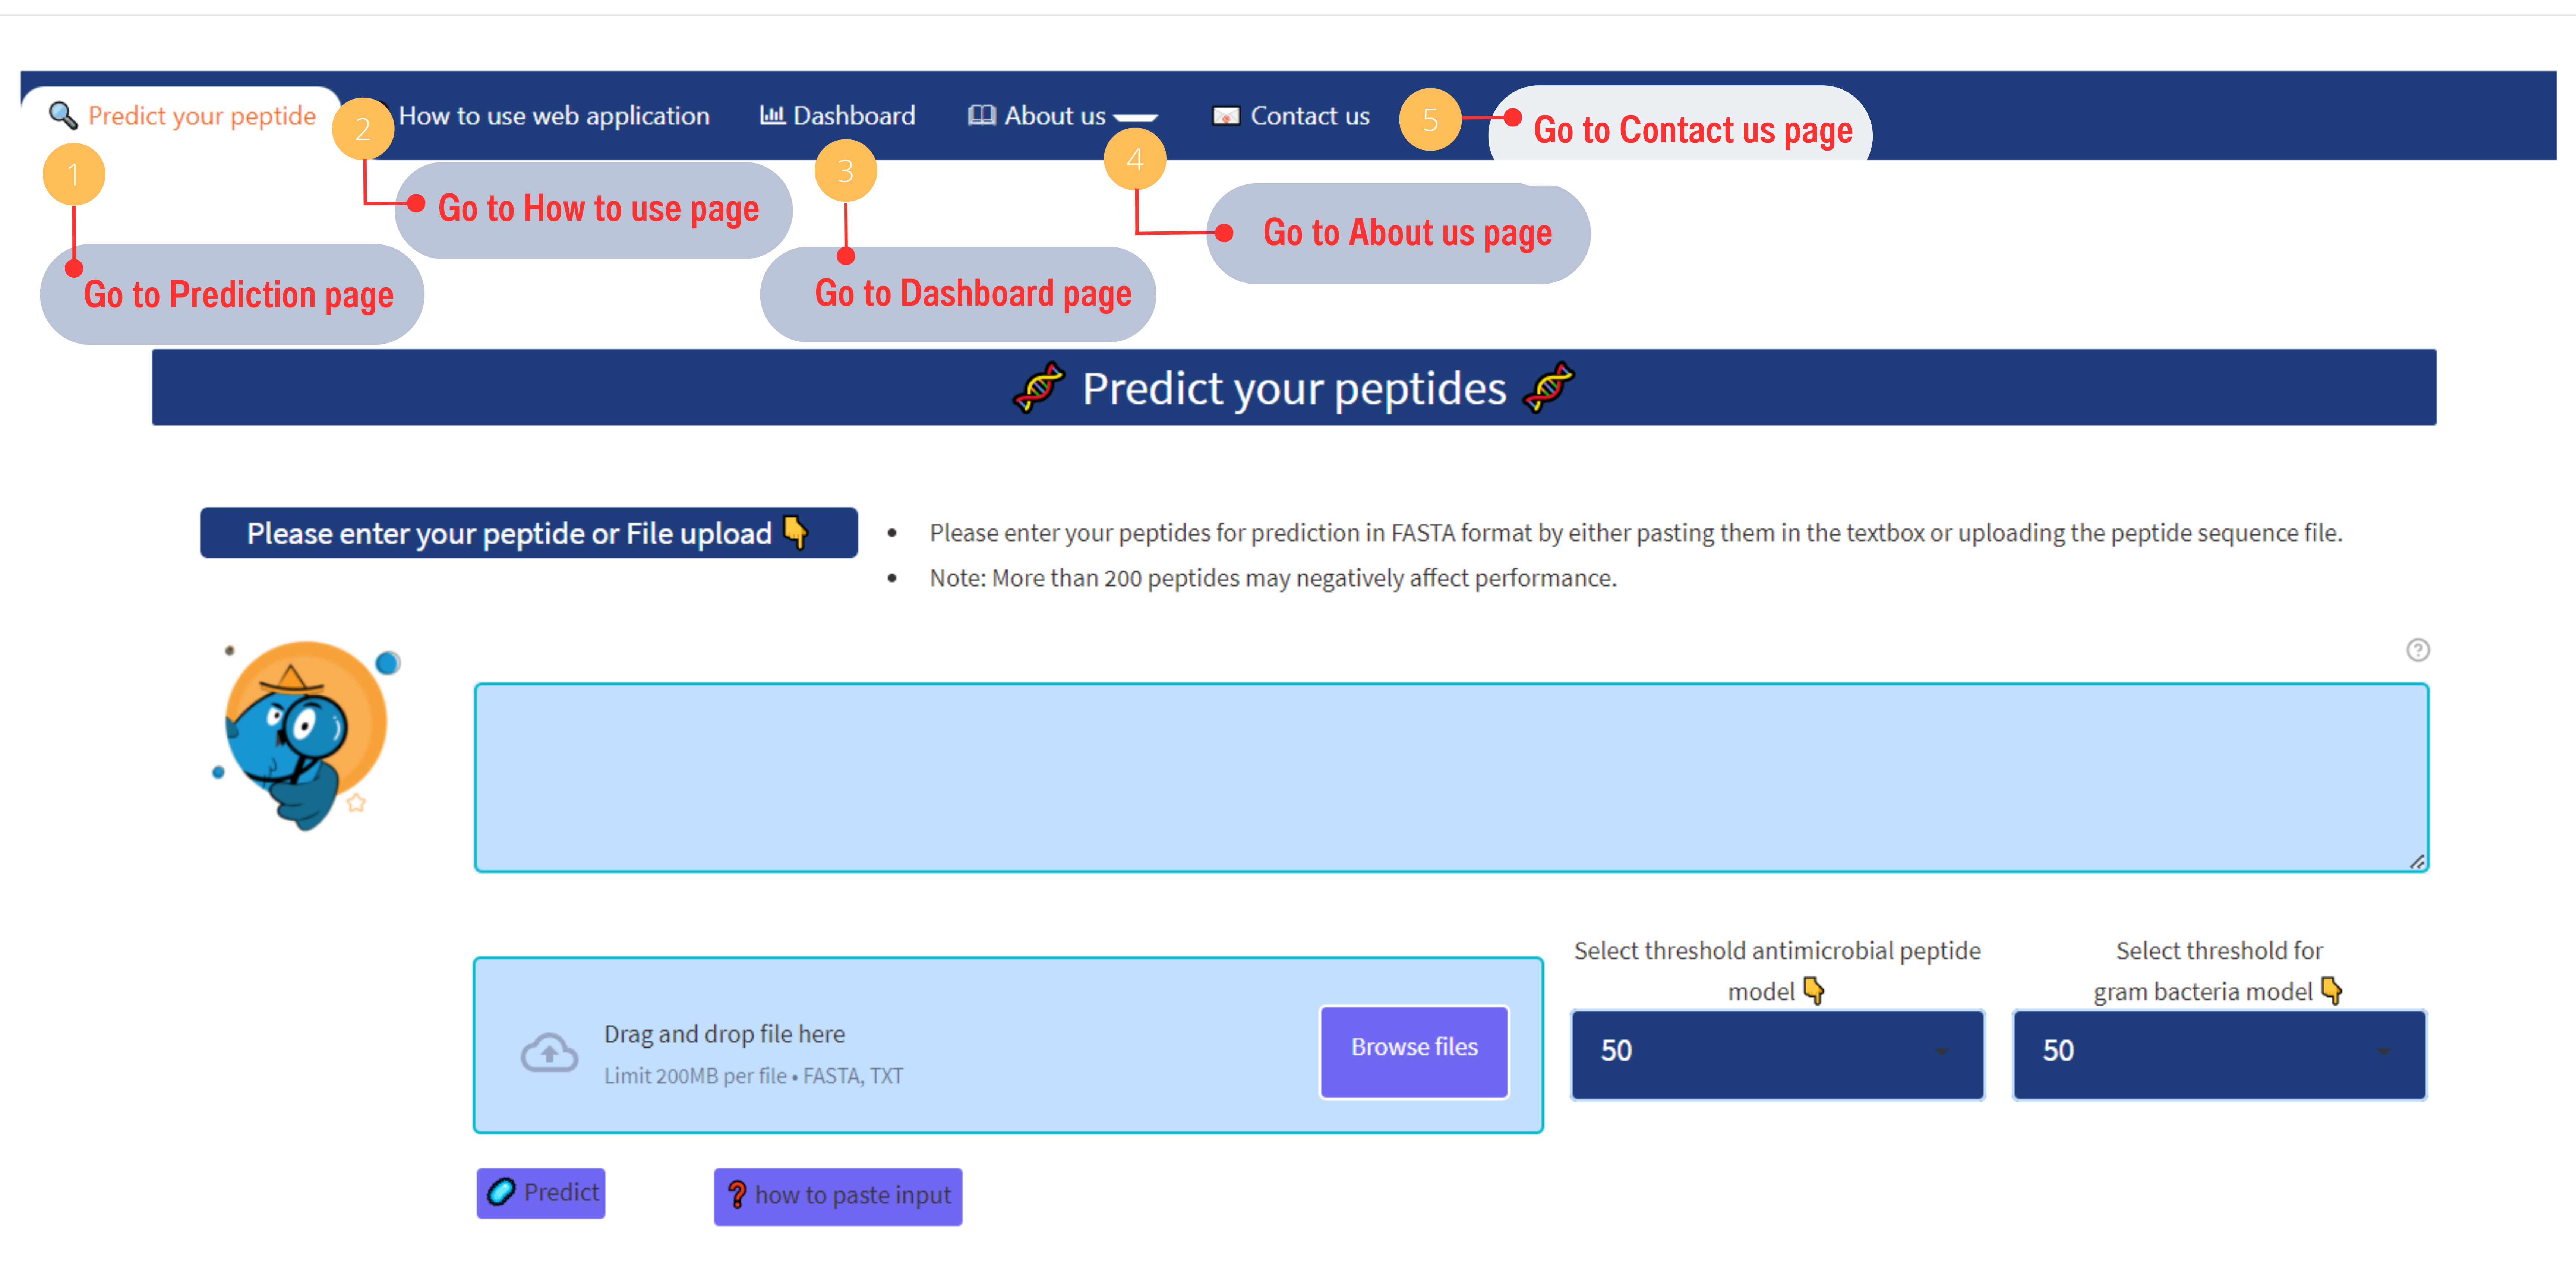 Predict your peptide
How to use web application
Dashboard
About us
Contact us
1
2
3
4
5
Go to Prediction page
Go to How to use page
Go to Dashboard page
Go to About us page
Go to Contact us page
Predict your peptides
Please enter your peptide or File upload
• Please enter your peptides for prediction in FASTA format by either pasting them in the textbox or uploading the peptide sequence file.
• Note: More than 200 peptides may negatively affect performance.
?
Drag and drop file here
Limit 200MB per file • FASTA, TXT
Browse files
Select threshold antimicrobial peptide
model
50
Select threshold for
gram bacteria model
50
Predict
❓ how to paste input